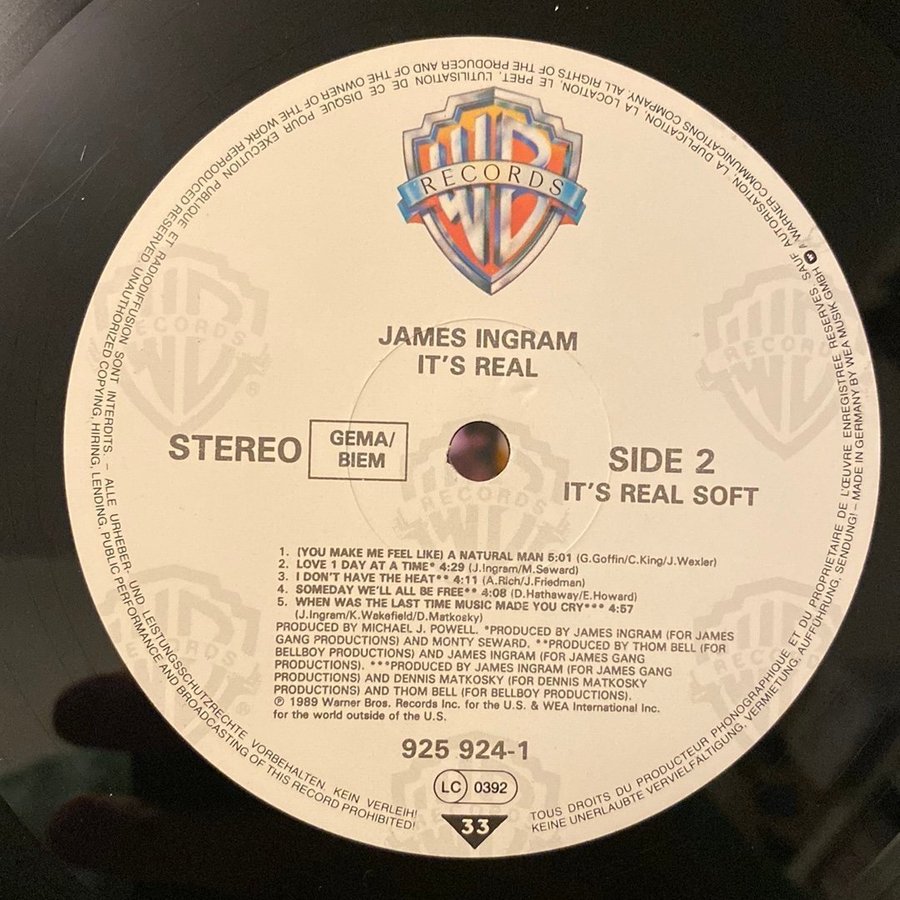 WB
RECORDS
JAMES INGRAM
IT'S REAL
STEREO
GEMA/
BIEM
SIDE 2
IT'S REAL SOFT
1. (YOU MAKE ME FEEL LIKE) A NATURAL MAN 5:01 (G.Goffin/C.King/J.Wexler)
2. LOVE 1 DAY AT A TIME* 4:29 (J.Ingram/M.Seward)
3. I DON'T HAVE THE HEAT** 4:11 (A.Rich/J.Friedman)
4. SOMEDAY WE'LL ALL BE FREE** 4:08 (D.Hathaway/E.Howard)
5. WHEN WAS THE LAST TIME MUSIC MADE YOU CRY*** 4:57
(J.Ingram/K.Wakefield/D.Matkosky)
PRODUCED BY MICHAEL J. POWELL. *PRODUCED BY JAMES INGRAM (FOR JAMES
GANG PRODUCTIONS) AND MONTY SEWARD. **PRODUCED BY THOM BELL (FOR
BELLBOY PRODUCTIONS) AND JAMES INGRAM (FOR JAMES GANG
PRODUCTIONS). ***PRODUCED BY JAMES INGRAM (FOR JAMES GANG
PRODUCTIONS) AND DENNIS MATKOSKY (FOR DENNIS MATKOSKY
PRODUCTIONS) AND THOM BELL (FOR BELLBOY PRODUCTIONS).
℗ 1989 Warner Bros. Records Inc. for the U.S. & WEA International Inc.
for the world outside of the U.S.
925 924-1
LC 0392
33
TOUS DROITS DU PRODUCTEUR PHONOGRAPHIQUE ET DU PROPRIETAIRE DE L'ŒUVRE ENREGISTREE RESERVES. SAUF AUTORISATION, LA DUPLICATION, LA LOCATION, LE PRET, L'UTILISATION DE CE DISQUE POUR EXECUTION PUBLIQUE ET RADIODIFFUSION SONT INTERDITS. – ALLE URHEBER- UND LEISTUNGSSCHUTZRECHTE VORBEHALTEN. KEIN VERLEIH!
KEINE UNERLAUBTE VERVIELFÄLTIGUNG, VERMIETUNG, AUFFÜHRUNG, SENDUNG! – MADE IN GERMANY BY WEA MUSIK GMBH A WARNER COMMUNICATIONS COMPANY. ALL RIGHTS OF THE PRODUCER AND OF THE OWNER OF THE WORK REPRODUCED RESERVED. UNAUTHORIZED COPYING, HIRING, LENDING, PUBLIC PERFORMANCE AND BROADCASTING OF THIS RECORD PROHIBITED!